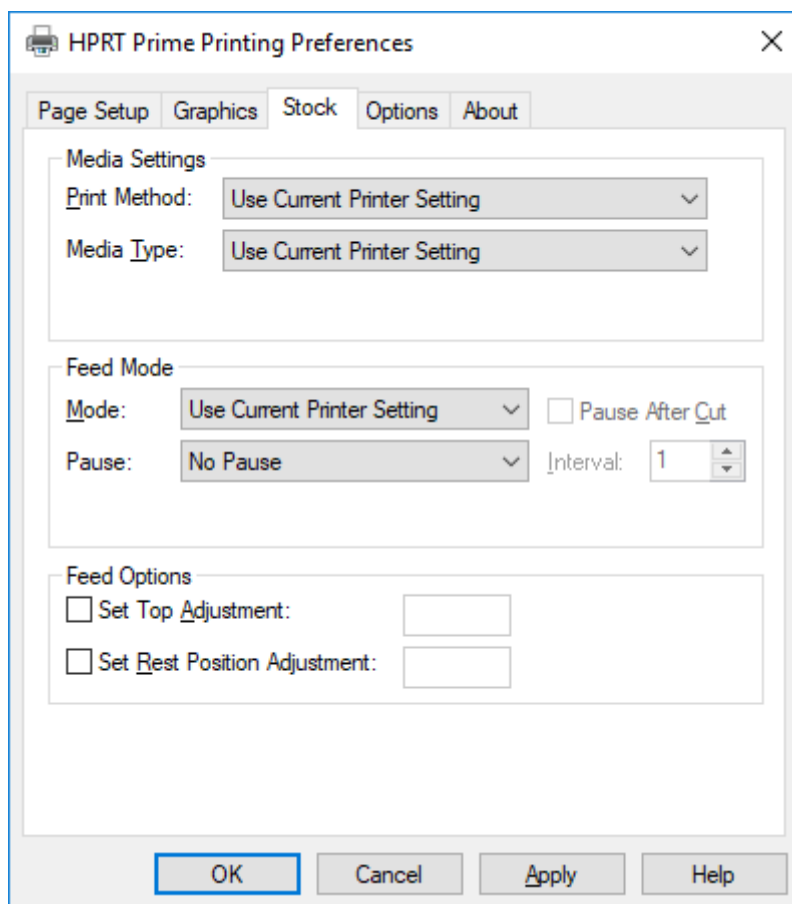 HPRT Prime Printing Preferences
Page Setup Graphics Stock Options About
Media Settings
Print Method: Use Current Printer Setting
Media Type: Use Current Printer Setting
Feed Mode
Mode: Use Current Printer Setting Pause After Cut
Pause: No Pause Interval: 1
Feed Options
Set Top Adjustment:
Set Rest Position Adjustment:
OK Cancel Apply Help